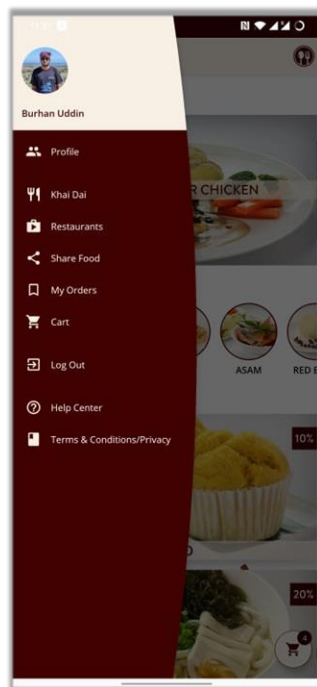 Burhan Uddin
Profile
Khai Dai
Restaurants
Share Food
My Orders
Cart
Log Out
Help Center
Terms & Conditions/Privacy
R CHICKEN
ASAM
RED B
10%
20%
4